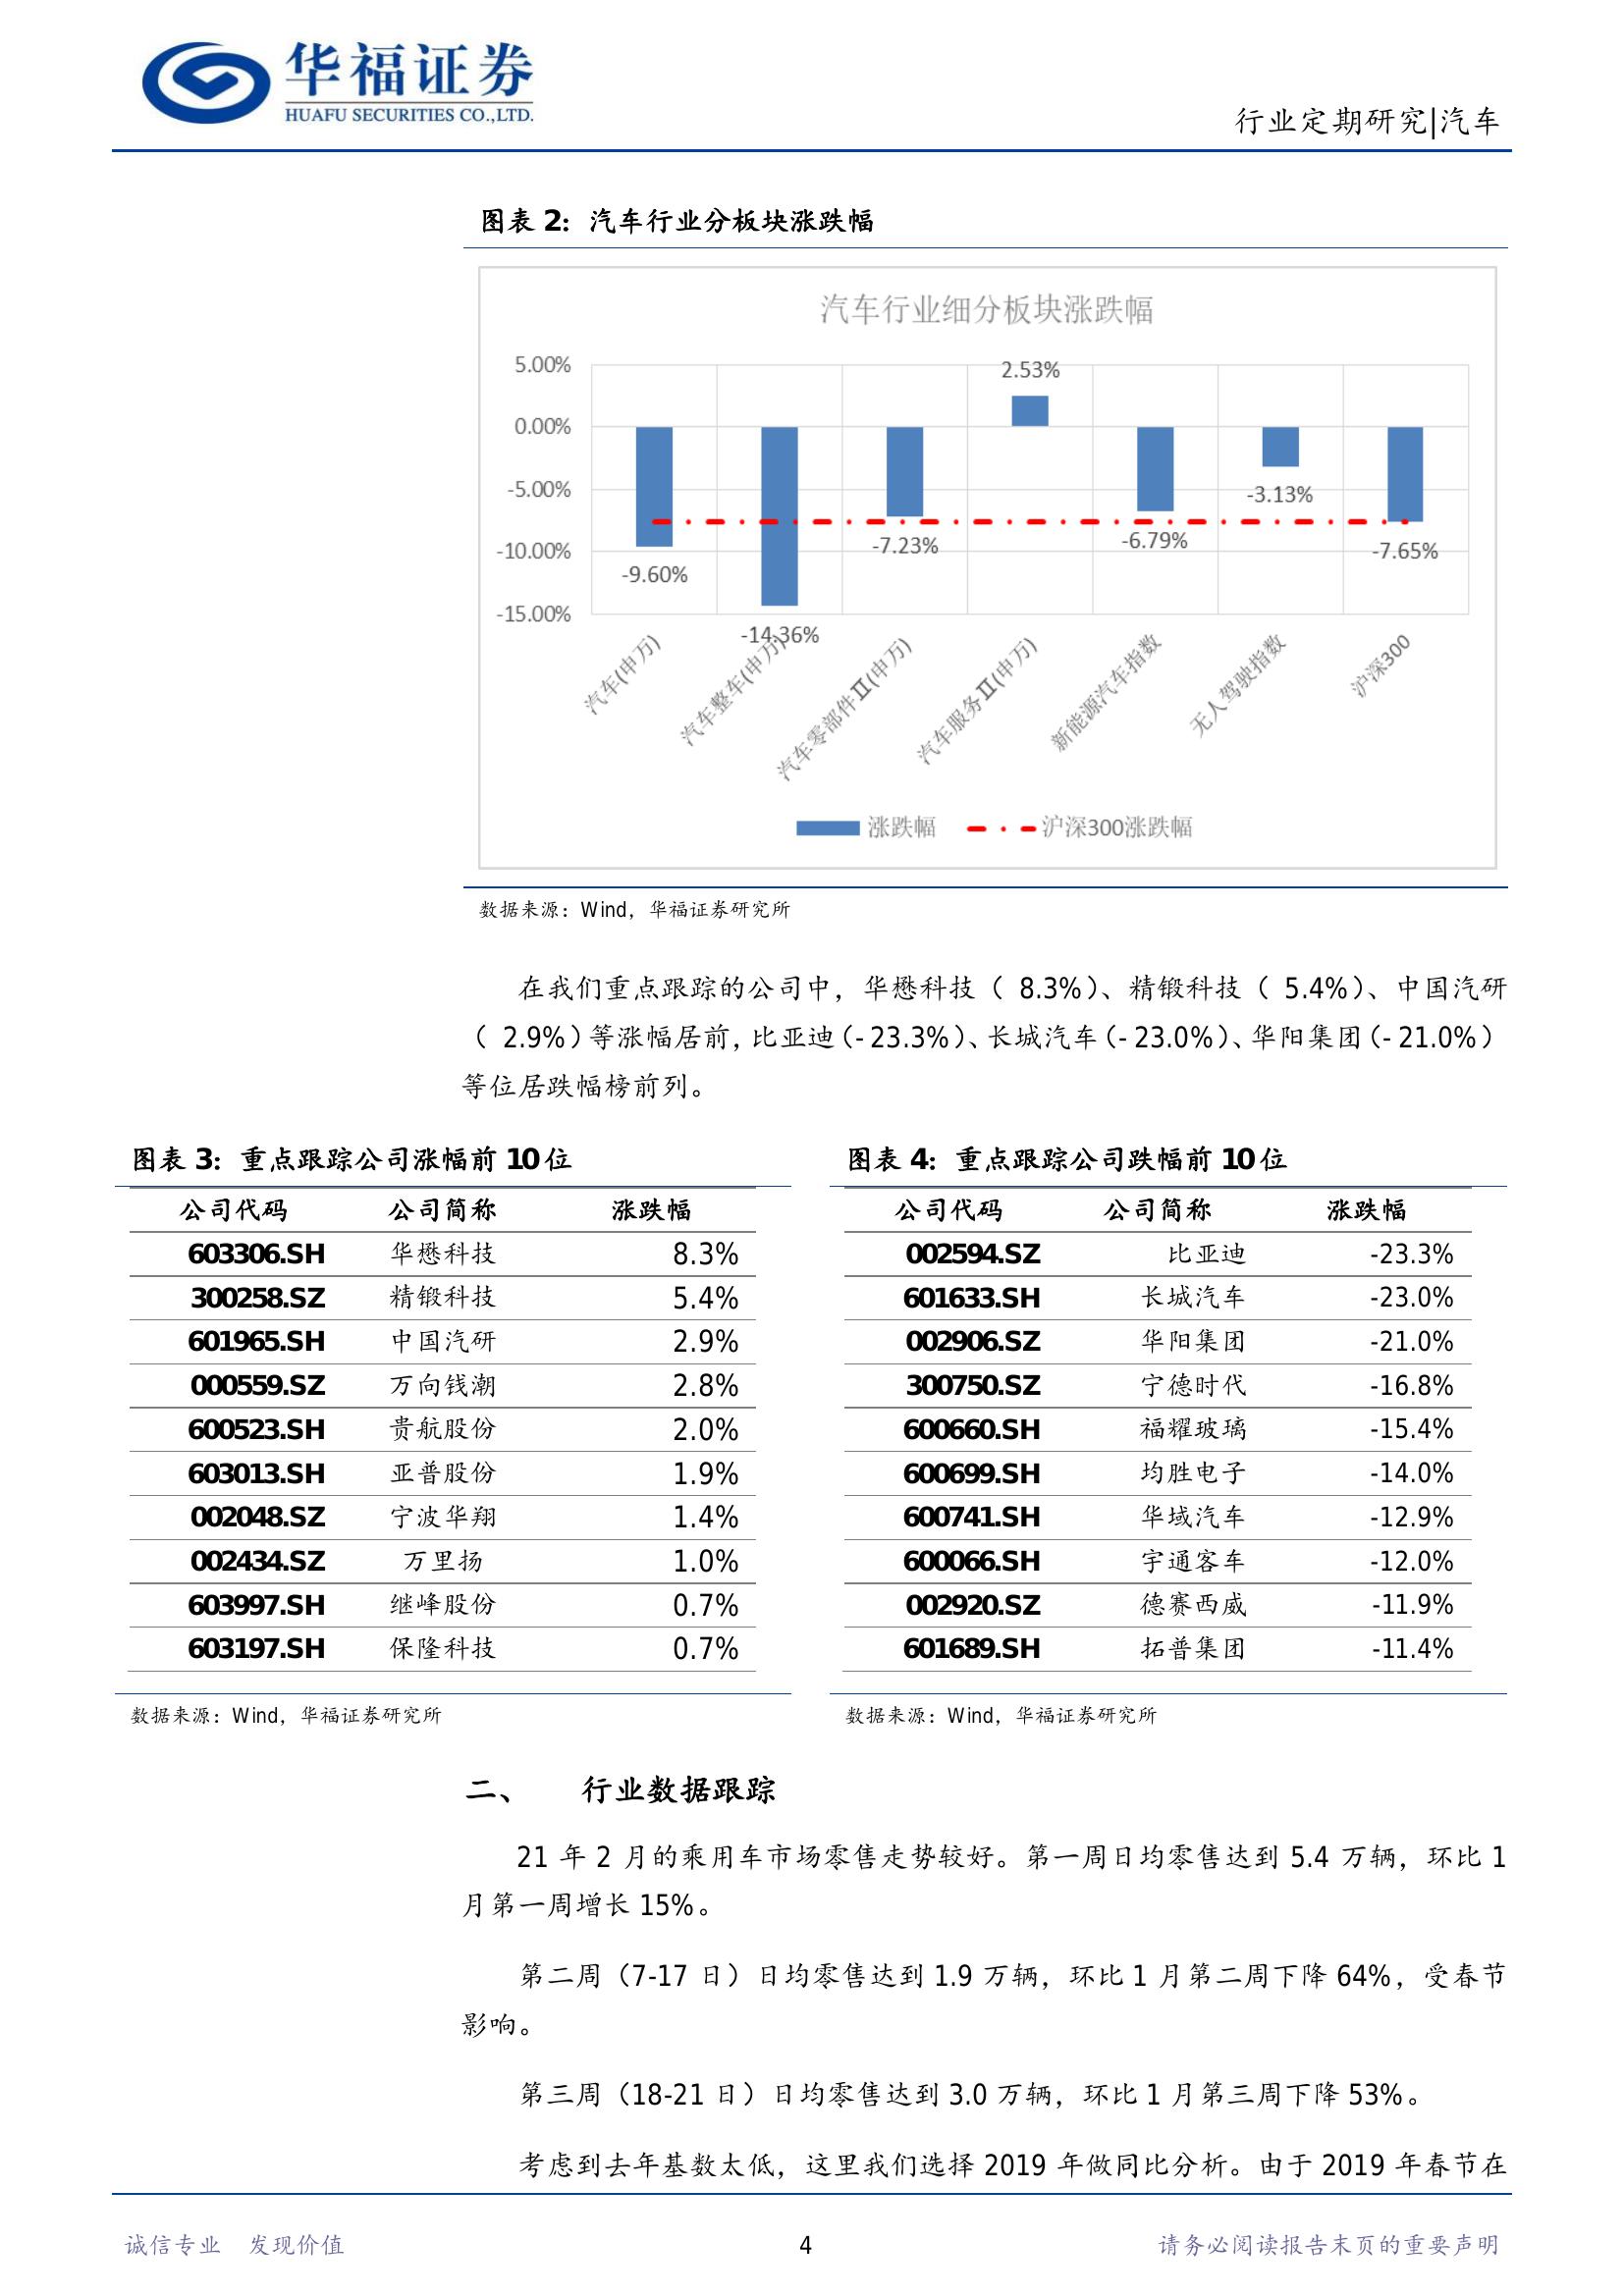 华福证券
HUAFU SECURITIES CO.,LTD.
行业定期研究|汽车
图表 2：汽车行业分板块涨跌幅
汽车行业细分板块涨跌幅
5.00%
0.00%
-5.00%
-10.00%
-15.00%
-9.60%
-14.36%
-7.23%
2.53%
-6.79%
-3.13%
-7.65%
汽车(申万)
汽车整车(申万)
汽车零部件Ⅱ(申万)
汽车服务Ⅱ(申万)
新能源汽车指数
无人驾驶指数
沪深300
涨跌幅
沪深300涨跌幅
数据来源：Wind，华福证券研究所
在我们重点跟踪的公司中，华懋科技（ 8.3%）、精锻科技（ 5.4%）、中国汽研
（ 2.9%）等涨幅居前，比亚迪（-23.3%）、长城汽车（-23.0%）、华阳集团（-21.0%）
等位居跌幅榜前列。
图表 3：重点跟踪公司涨幅前 10 位
公司代码 公司简称 涨跌幅
603306.SH 华懋科技 8.3%
300258.SZ 精锻科技 5.4%
601965.SH 中国汽研 2.9%
000559.SZ 万向钱潮 2.8%
600523.SH 贵航股份 2.0%
603013.SH 亚普股份 1.9%
002048.SZ 宁波华翔 1.4%
002434.SZ 万里扬 1.0%
603997.SH 继峰股份 0.7%
603197.SH 保隆科技 0.7%
数据来源：Wind，华福证券研究所
图表 4：重点跟踪公司跌幅前 10 位
公司代码 公司简称 涨跌幅
002594.SZ 比亚迪 -23.3%
601633.SH 长城汽车 -23.0%
002906.SZ 华阳集团 -21.0%
300750.SZ 宁德时代 -16.8%
600660.SH 福耀玻璃 -15.4%
600699.SH 均胜电子 -14.0%
600741.SH 华域汽车 -12.9%
600066.SH 宇通客车 -12.0%
002920.SZ 德赛西威 -11.9%
601689.SH 拓普集团 -11.4%
数据来源：Wind，华福证券研究所
二、 行业数据跟踪
21 年 2 月的乘用车市场零售走势较好。第一周日均零售达到 5.4 万辆，环比 1
月第一周增长 15%。
第二周（7-17 日）日均零售达到 1.9 万辆，环比 1 月第二周下降 64%，受春节
影响。
第三周（18-21 日）日均零售达到 3.0 万辆，环比 1 月第三周下降 53%。
考虑到去年基数太低，这里我们选择 2019 年做同比分析。由于 2019 年春节在
诚信专业 发现价值
4
请务必阅读报告末页的重要声明